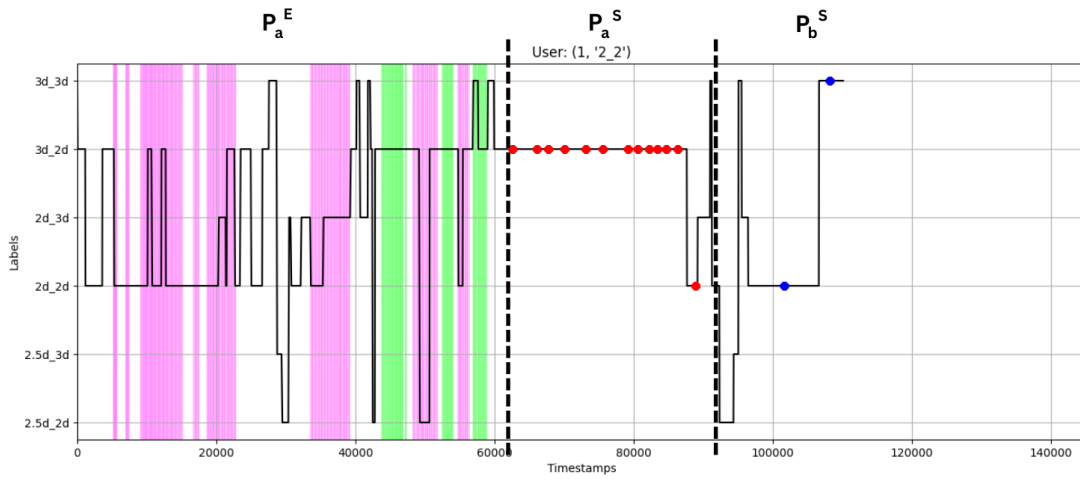 P_a^E P_a^S P_b^S
User: (1, '2_2')
3d_3d
3d_2d
2d_3d
2d_2d
2.5d_3d
2.5d_2d
Labels
0 20000 40000 60000 0 80000 100000 120000 140000
Timestamps